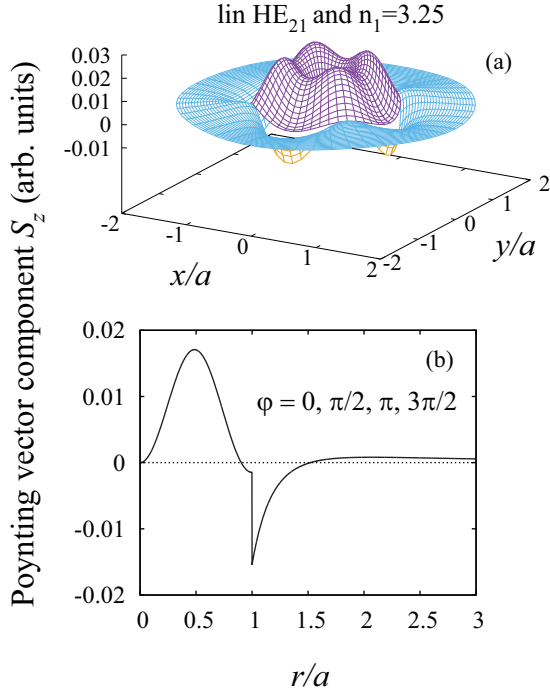 lin HE21 and n1=3.25
(a)
0.03
0.02
0.01
0
-0.01
-2
-1
0
1
2
x/a
-2
-1
0
1
2
y/a
Poynting vector component Sz (arb. units)
(b)
φ = 0, π/2, π, 3π/2
0.02
0.01
0
-0.01
-0.02
0 0.5 1 1.5 2 2.5 3
r/a